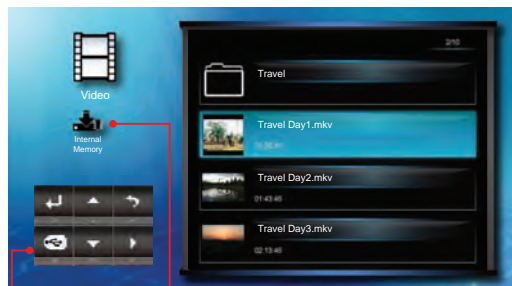 Video
Internal
Memory
2/10
Travel
Travel Day1.mkv
Travel Day2.mkv
01:43:46
Travel Day3.mkv
02:13:46